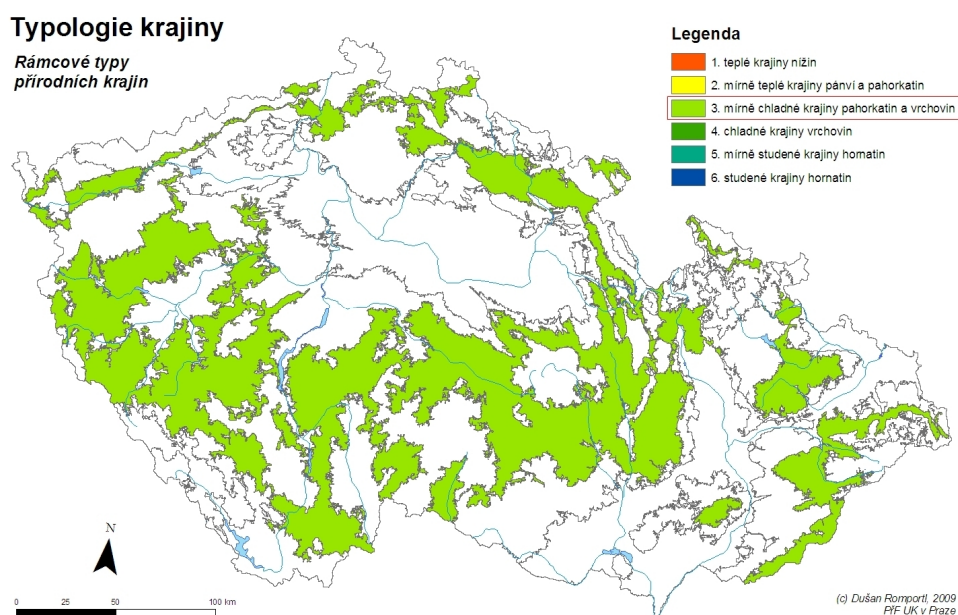 Typologie krajiny
Rámcové typy
přírodních krajin
Legenda
1. teplé krajiny nížin
2. mírně teplé krajiny pánví a pahorkatin
3. mírně chladné krajiny pahorkatin a vrchovin
4. chladné krajiny vrchovin
5. mírně studené krajiny hornatin
6. studené krajiny hornatin
N
0 25 50 100 km
(c) Dušan Romportl, 2009
PřF UK v Praze